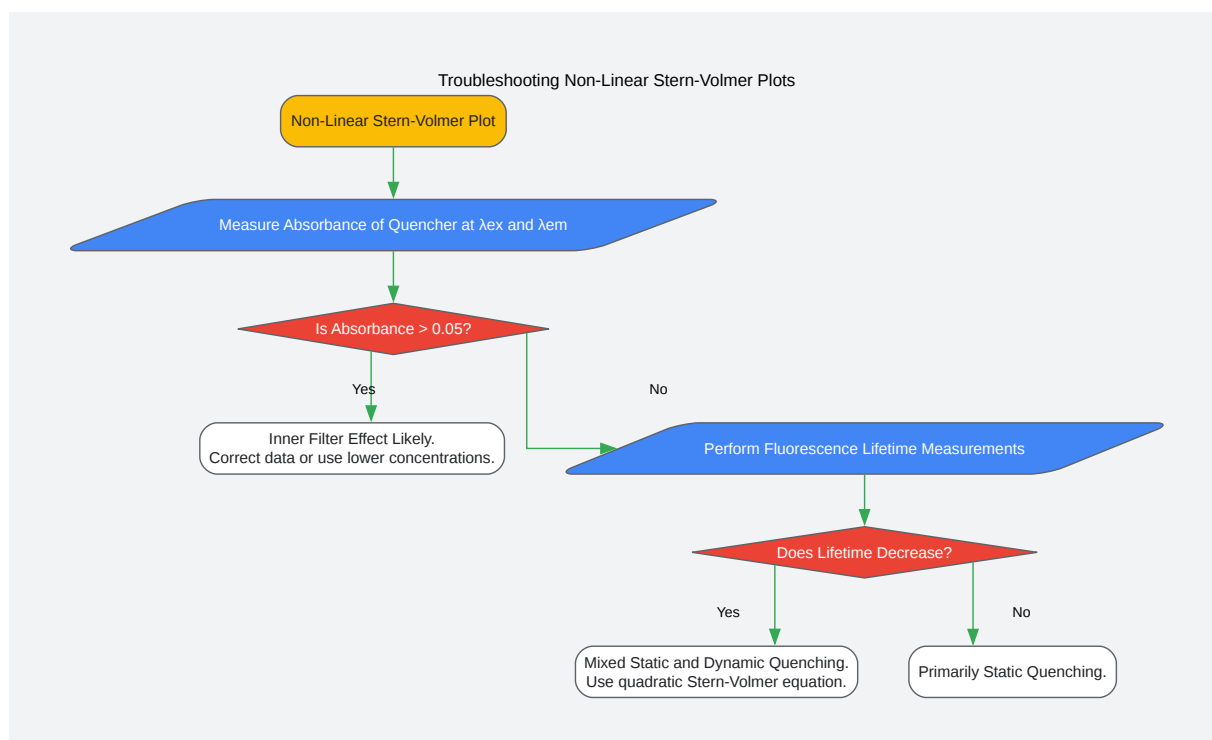 Troubleshooting Non-Linear Stern-Volmer Plots
Non-Linear Stern-Volmer Plot
Measure Absorbance of Quencher at λex and λem
Is Absorbance > 0.05?
Yes
No
Inner Filter Effect Likely.
Correct data or use lower concentrations.
Perform Fluorescence Lifetime Measurements
Does Lifetime Decrease?
Yes
No
Mixed Static and Dynamic Quenching.
Use quadratic Stern-Volmer equation.
Primarily Static Quenching.